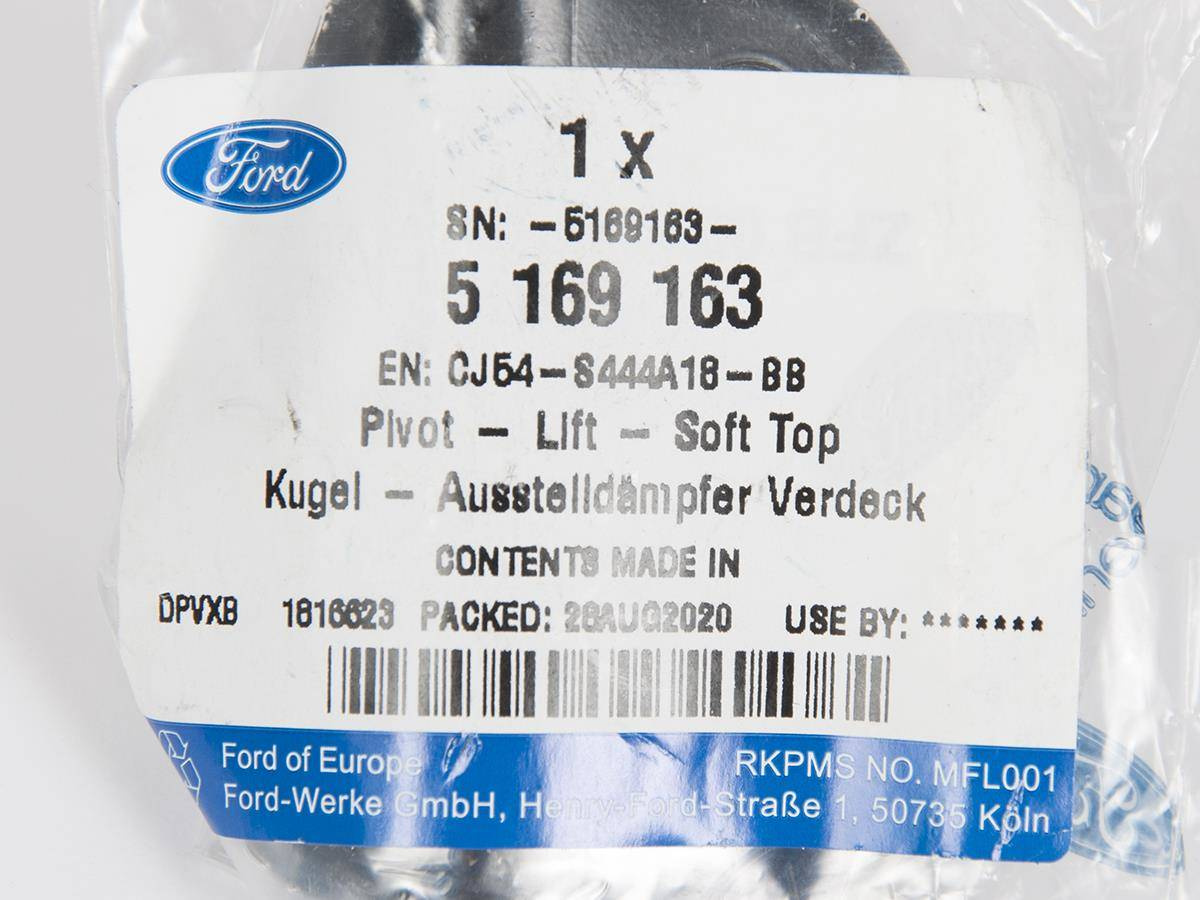 Ford
1 x
SN: -5169163-
5 169 163
EN: CJ54-S444A18-BB
Pivot - Lift - Soft Top
Kugel - Ausstelldämpfer Verdeck
CONTENTS MADE IN
DPVXB 1816623 PACKED: 28AUG2020 USE BY: *******
Ford of Europe
RKPMS NO. MFL001
Ford-Werke GmbH, Henry-Ford-Straße 1, 50735 Köln